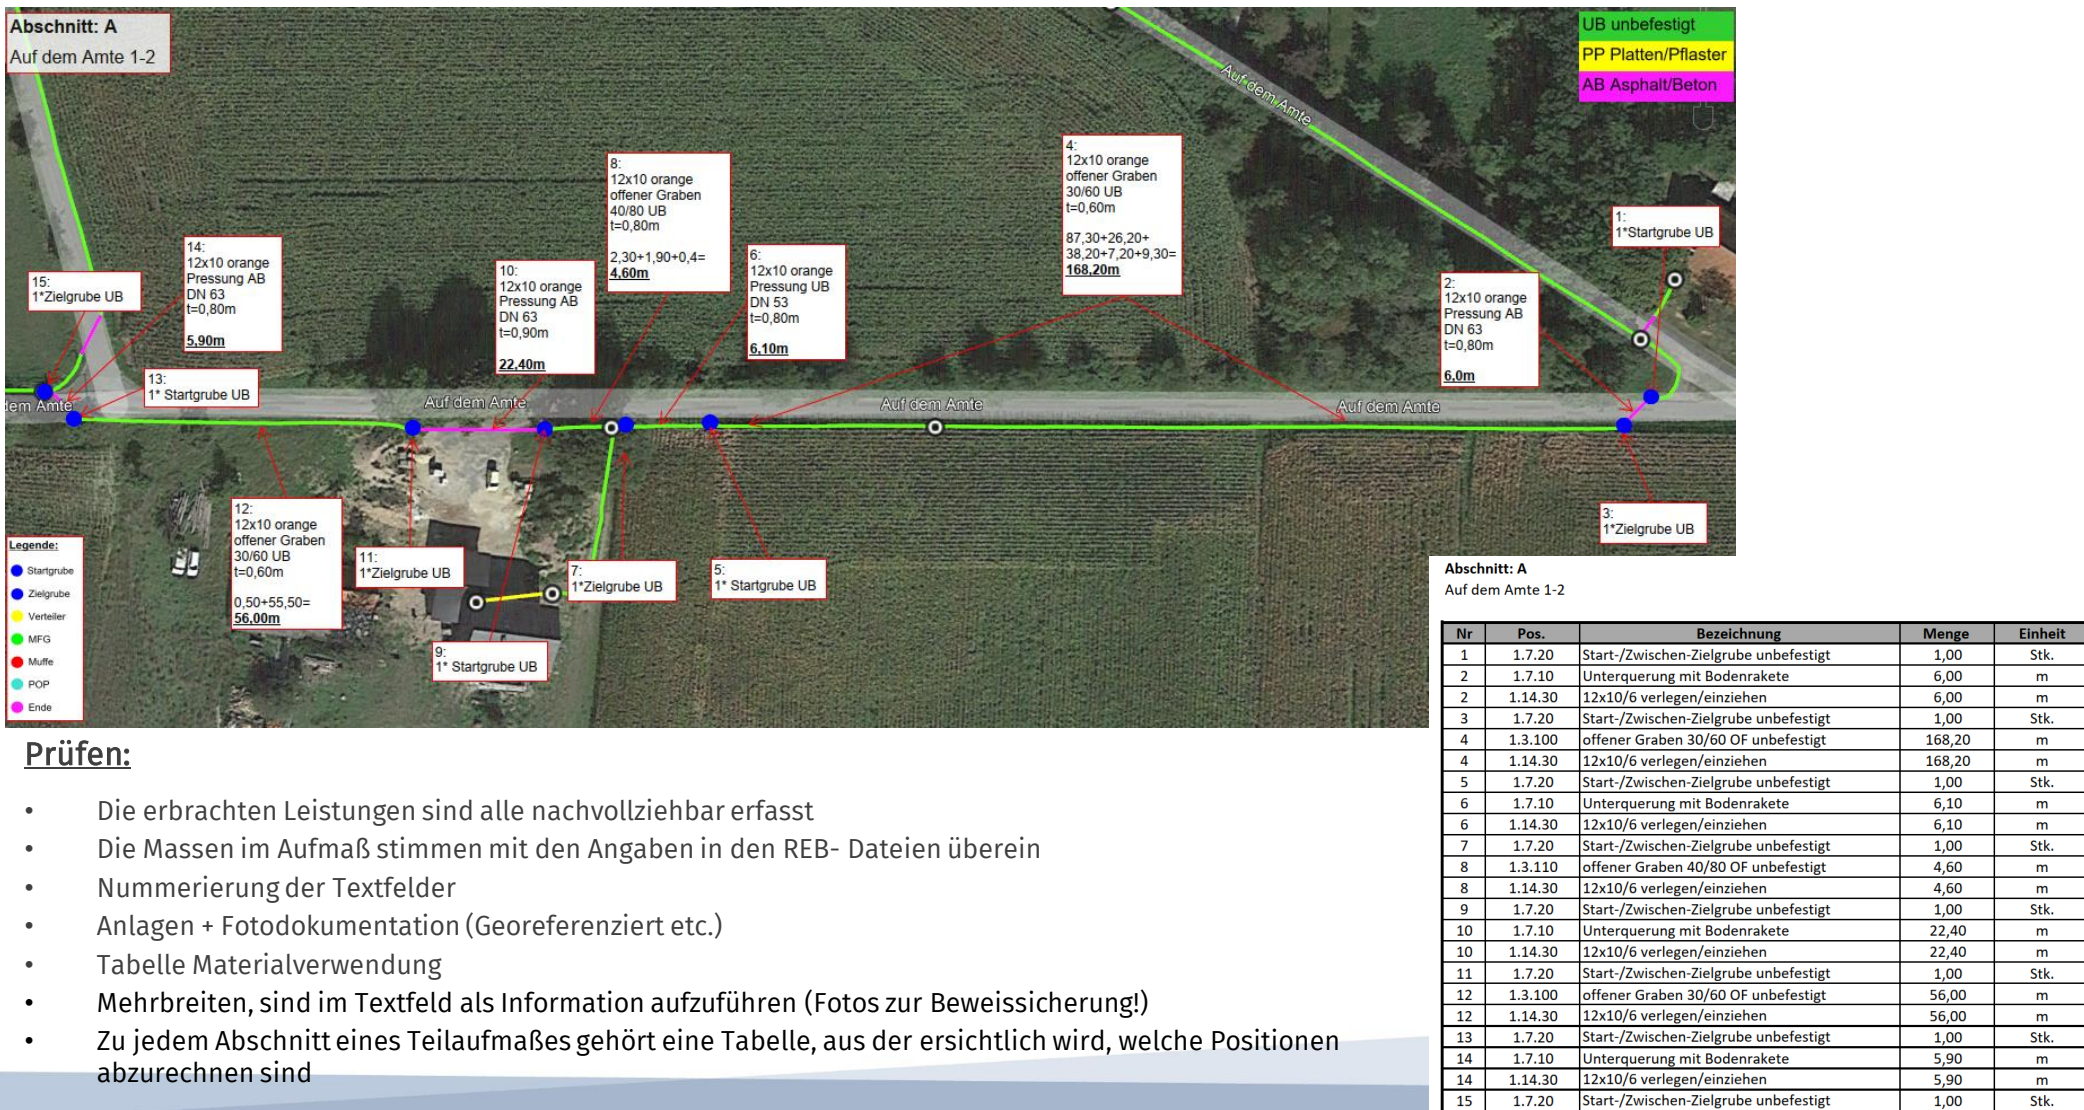 Abschnitt: A
Auf dem Amte 1-2
UB unbefestigt
PP Platten/Pflaster
AB Asphalt/Beton
Auf dem Amte
4:
12x10 orange
offener Graben
30/60 UB
t=0,60m
87,30+26,20+
38,20+7,20+9,30=
168,20m
8:
12x10 orange
offener Graben
40/80 UB
t=0,80m
2,30+1,90+0,4=
4,60m
1:
1*Startgrube UB
14:
12x10 orange
Pressung AB
DN 63
t=0,80m
5,90m
6:
12x10 orange
Pressung UB
DN 53
t=0,80m
6,10m
10:
12x10 orange
Pressung AB
DN 63
t=0,90m
22,40m
15:
1*Zielgrube UB
2:
12x10 orange
Pressung AB
DN 63
t=0,80m
6,0m
13:
1* Startgrube UB
dem Amte
Auf dem Amte
Auf dem Amte
Auf dem Amte
Auf dem Amte
12:
12x10 orange
offener Graben
30/60 UB
t=0,60m
0,50+55,50=
56,00m
3:
1*Zielgrube UB
11:
1*Zielgrube UB
7:
1*Zielgrube UB
5:
1* Startgrube UB
9:
1* Startgrube UB
Legende:
Startgrube
Zielgrube
Verteiler
MFG
Muffe
POP
Ende
Abschnitt: A
Auf dem Amte 1-2
Nr Pos. Bezeichnung Menge Einheit
1 1.7.20 Start-/Zwischen-Zielgrube unbefestigt 1,00 Stk.
2 1.7.10 Unterquerung mit Bodenrakete 6,00 m
2 1.14.30 12x10/6 verlegen/einziehen 6,00 m
3 1.7.20 Start-/Zwischen-Zielgrube unbefestigt 1,00 Stk.
4 1.3.100 offener Graben 30/60 OF unbefestigt 168,20 m
4 1.14.30 12x10/6 verlegen/einziehen 168,20 m
5 1.7.20 Start-/Zwischen-Zielgrube unbefestigt 1,00 Stk.
6 1.7.10 Unterquerung mit Bodenrakete 6,10 m
6 1.14.30 12x10/6 verlegen/einziehen 6,10 m
7 1.7.20 Start-/Zwischen-Zielgrube unbefestigt 1,00 Stk.
8 1.3.110 offener Graben 40/80 OF unbefestigt 4,60 m
8 1.14.30 12x10/6 verlegen/einziehen 4,60 m
9 1.7.20 Start-/Zwischen-Zielgrube unbefestigt 1,00 Stk.
10 1.7.10 Unterquerung mit Bodenrakete 22,40 m
10 1.14.30 12x10/6 verlegen/einziehen 22,40 m
11 1.7.20 Start-/Zwischen-Zielgrube unbefestigt 1,00 Stk.
12 1.3.100 offener Graben 30/60 OF unbefestigt 56,00 m
12 1.14.30 12x10/6 verlegen/einziehen 56,00 m
13 1.7.20 Start-/Zwischen-Zielgrube unbefestigt 1,00 Stk.
14 1.7.10 Unterquerung mit Bodenrakete 5,90 m
14 1.14.30 12x10/6 verlegen/einziehen 5,90 m
15 1.7.20 Start-/Zwischen-Zielgrube unbefestigt 1,00 Stk.
Prüfen:
• Die erbrachten Leistungen sind alle nachvollziehbar erfasst
• Die Massen im Aufmaß stimmen mit den Angaben in den REB- Dateien überein
• Nummerierung der Textfelder
• Anlagen + Fotodokumentation (Georeferenziert etc.)
• Tabelle Materialverwendung
• Mehrbreiten, sind im Textfeld als Information aufzuführen (Fotos zur Beweissicherung!)
• Zu jedem Abschnitt eines Teilaufmaßes gehört eine Tabelle, aus der ersichtlich wird, welche Positionen
abzurechnen sind